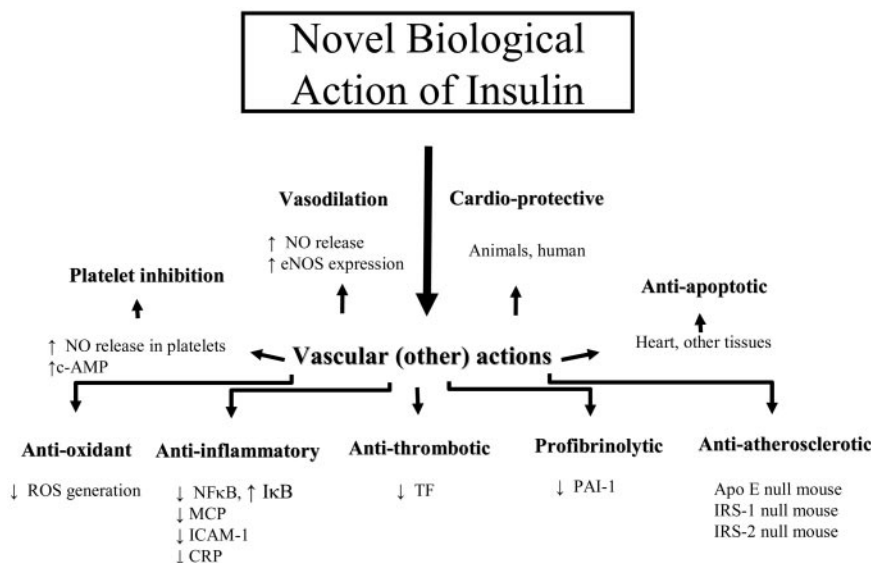 Novel Biological
Action of Insulin
Vasodilation
Cardio-protective
↑ NO release
↑ eNOS expression
Animals, human
Platelet inhibition
Anti-apoptotic
↑ NO release in platelets
↑c-AMP
Vascular (other) actions
Heart, other tissues
Anti-oxidant
Anti-inflammatory
Anti-thrombotic
Profibrinolytic
Anti-atherosclerotic
↓ ROS generation
↓ NFκB, ↑ IκB
↓ MCP
↓ ICAM-1
↓ CRP
↓ TF
↓ PAI-1
Apo E null mouse
IRS-1 null mouse
IRS-2 null mouse